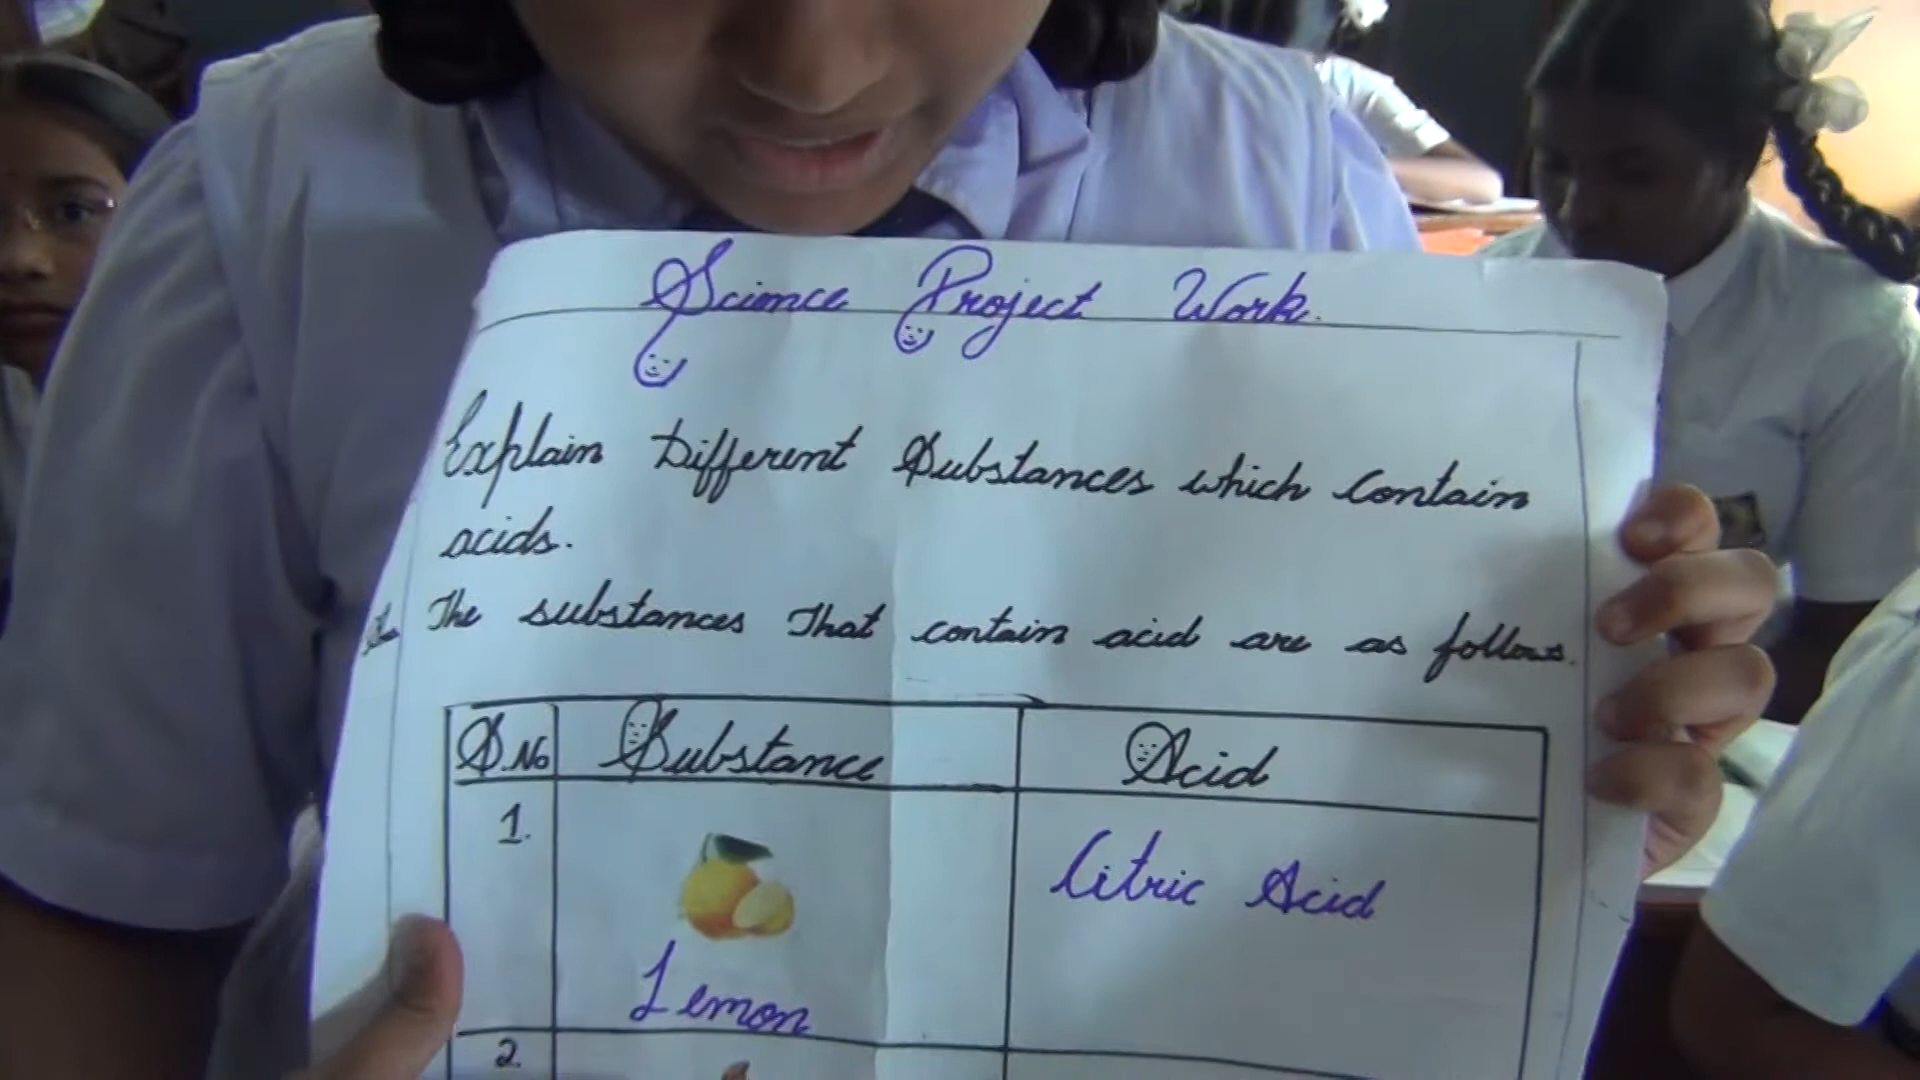 Science Project Work.
Explain Different Substances which contain
acids.
The substances that contain acid are as follows.
S.No Substance Acid
1. Citric Acid
Lemon
2.